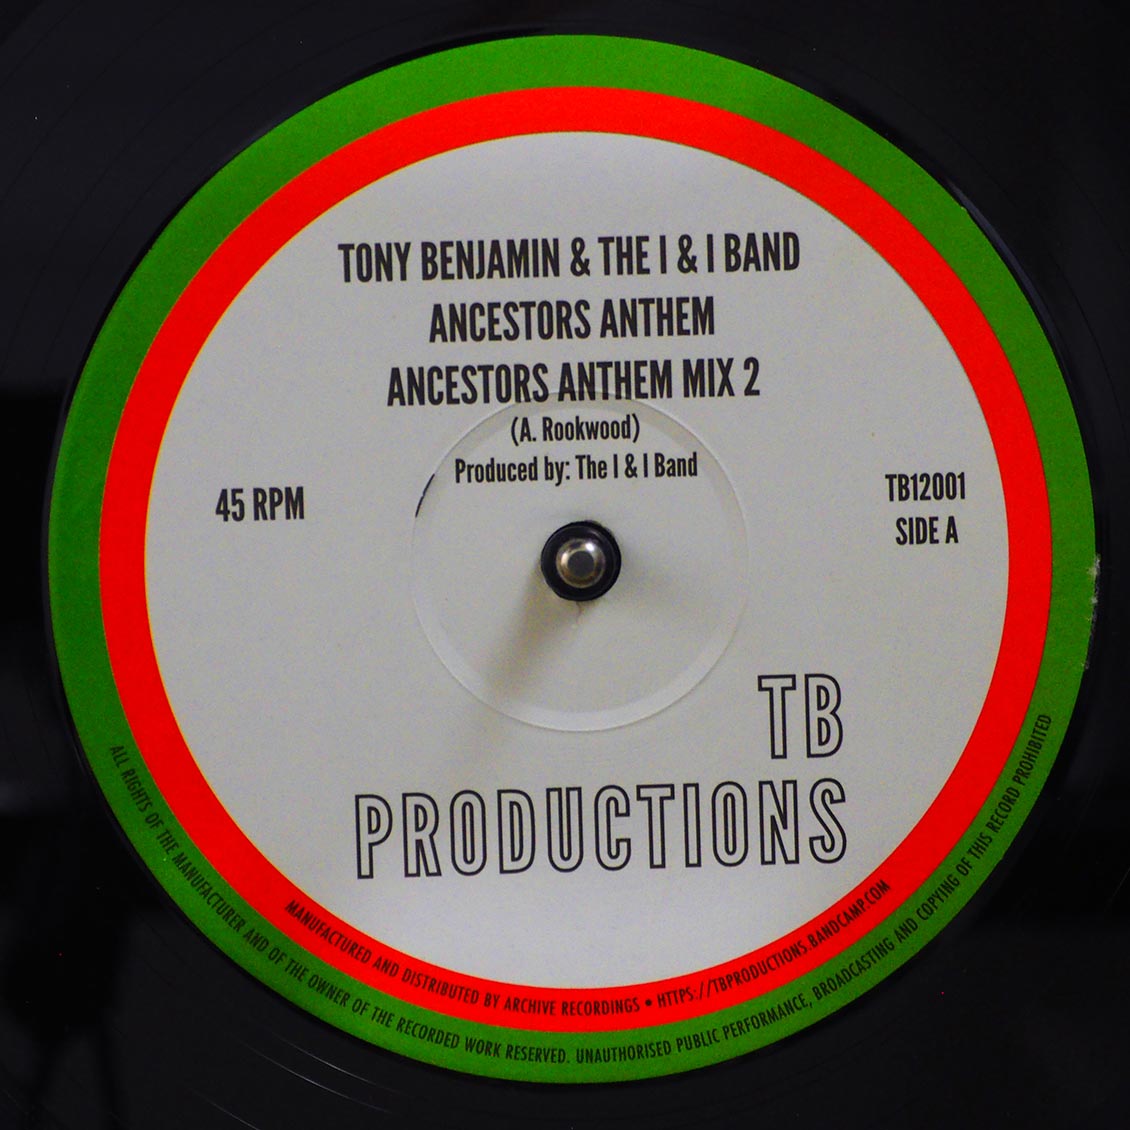 TONY BENJAMIN & THE I & I BAND
ANCESTORS ANTHEM
ANCESTORS ANTHEM MIX 2
(A. Rookwood)
Produced by: The I & I Band
45 RPM
TB12001
SIDE A
TB
PRODUCTIONS
MANUFACTURED AND DISTRIBUTED BY ARCHIVE RECORDINGS • HTTPS://TBPRODUCTIONS.BANDCAMP.COM
ALL RIGHTS OF THE MANUFACTURER AND OF THE OWNER OF THE RECORDED WORK RESERVED. UNAUTHORISED PUBLIC PERFORMANCE, BROADCASTING AND COPYING OF THIS RECORD PROHIBITED